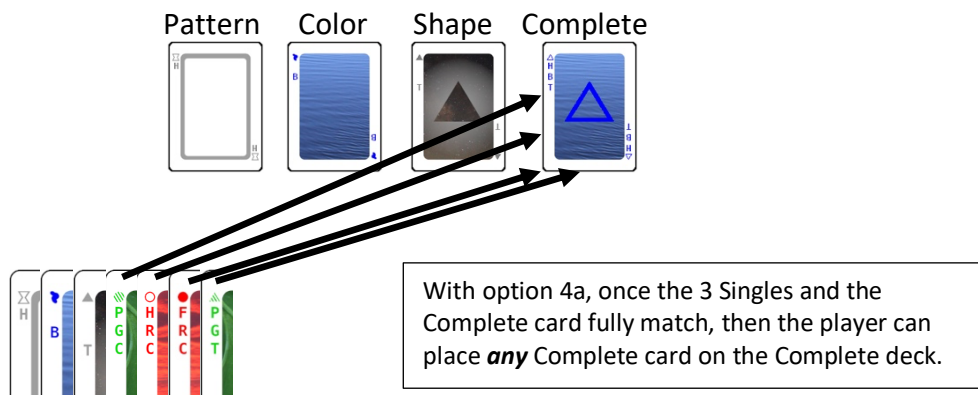 Pattern Color Shape Complete
H
B
T
H
B
T
H
B
T
T
B
H
H
B
T
H
B
T
P
G
C
H
R
C
F
R
C
P
G
T
With option 4a, once the 3 Singles and the
Complete card fully match, then the player can
place any Complete card on the Complete deck.